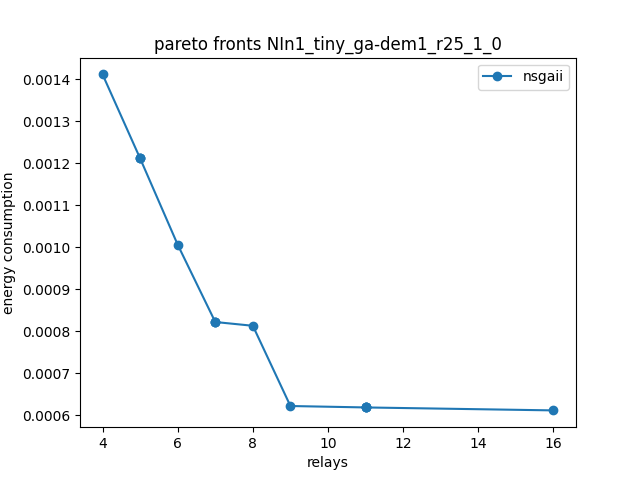 pareto fronts NIn1_tiny_ga-dem1_r25_1_0
nsgaii
0.0014
0.0013
0.0012
0.0011
0.0010
0.0009
0.0008
0.0007
0.0006
energy consumption
4 6 8 10 12 14 16
relays